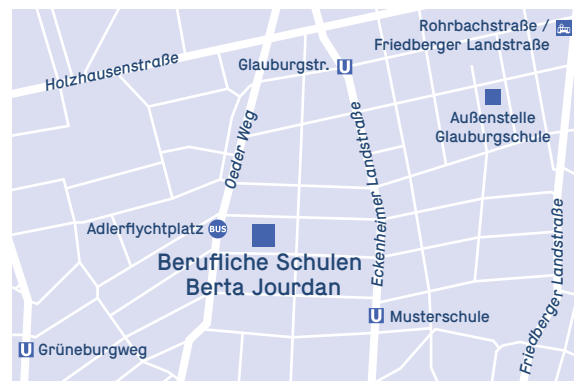 Rohrbachstraße /
Friedberger Landstraße
Holzhausenstraße
Glauburgstr. U
Außenstelle
Glauburgschule
Oeder Weg
Eckenheimer Landstraße
Adlerflychtplatz BUS
Berufliche Schulen
Berta Jourdan
Friedberger Landstraße
U Musterschule
U Grüneburgweg